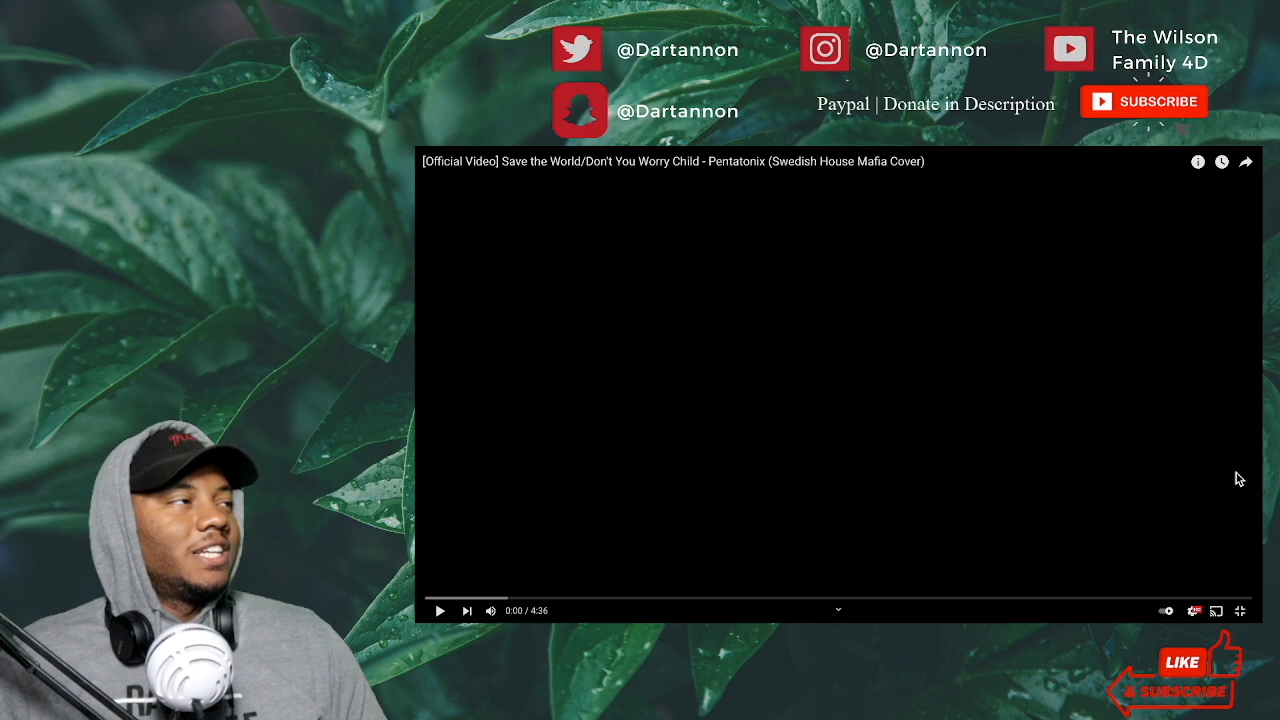 @Dartannon
@Dartannon
The Wilson
Family 4D
@Dartannon
Paypal | Donate in Description
SUBSCRIBE
[Official Video] Save the World/Don't You Worry Child - Pentatonix (Swedish House Mafia Cover)
0:00 / 4:36
HD
LIKE
& SUBSCRIBE